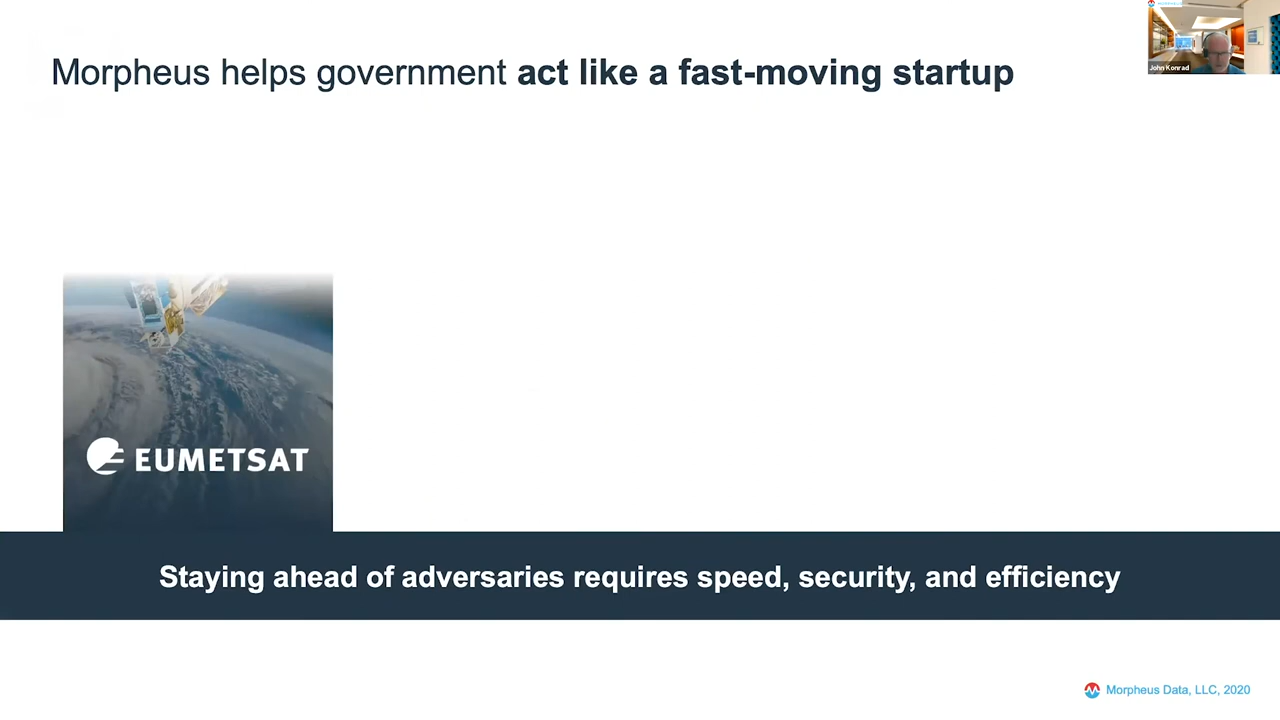 Morpheus helps government act like a fast-moving startup
John Konrad
EUMETSAT
Staying ahead of adversaries requires speed, security, and efficiency
Morpheus Data, LLC, 2020